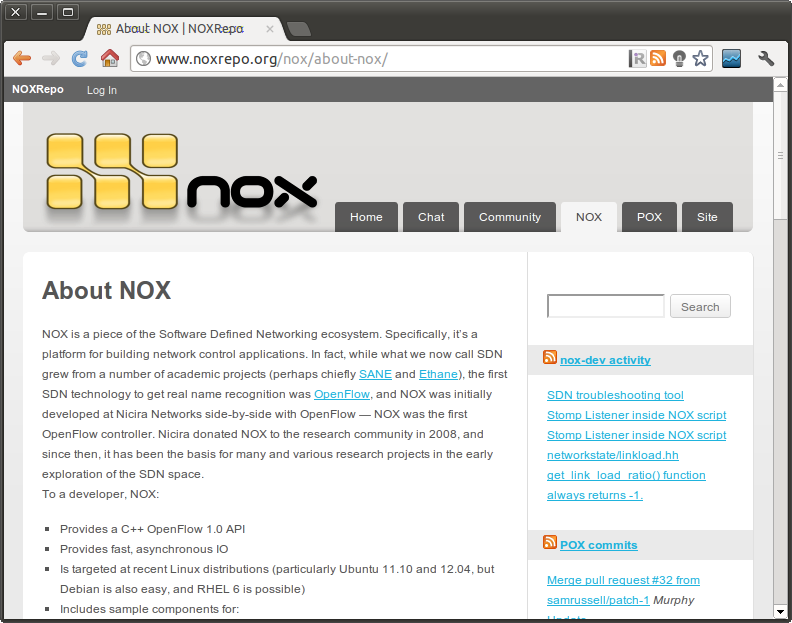 About NOX | NOXRepo
www.noxrepo.org/nox/about-nox/
NOXRepo Log In
nox
Home Chat Community NOX POX Site
About NOX
NOX is a piece of the Software Defined Networking ecosystem. Specifically, it's a
platform for building network control applications. In fact, while what we now call SDN
grew from a number of academic projects (perhaps chiefly SANE and Ethane), the first
SDN technology to get real name recognition was OpenFlow, and NOX was initially
developed at Nicira Networks side-by-side with OpenFlow — NOX was the first
OpenFlow controller. Nicira donated NOX to the research community in 2008, and
since then, it has been the basis for many and various research projects in the early
exploration of the SDN space.
To a developer, NOX:
Provides a C++ OpenFlow 1.0 API
Provides fast, asynchronous IO
Is targeted at recent Linux distributions (particularly Ubuntu 11.10 and 12.04, but
Debian is also easy, and RHEL 6 is possible)
Includes sample components for:
Search
nox-dev activity
SDN troubleshooting tool
Stomp Listener inside NOX script
Stomp Listener inside NOX script
networkstate/linkload.hh
get_link_load_ratio() function
always returns -1.
POX commits
Merge pull request #32 from
samrussell/patch-1 Murphy
Update